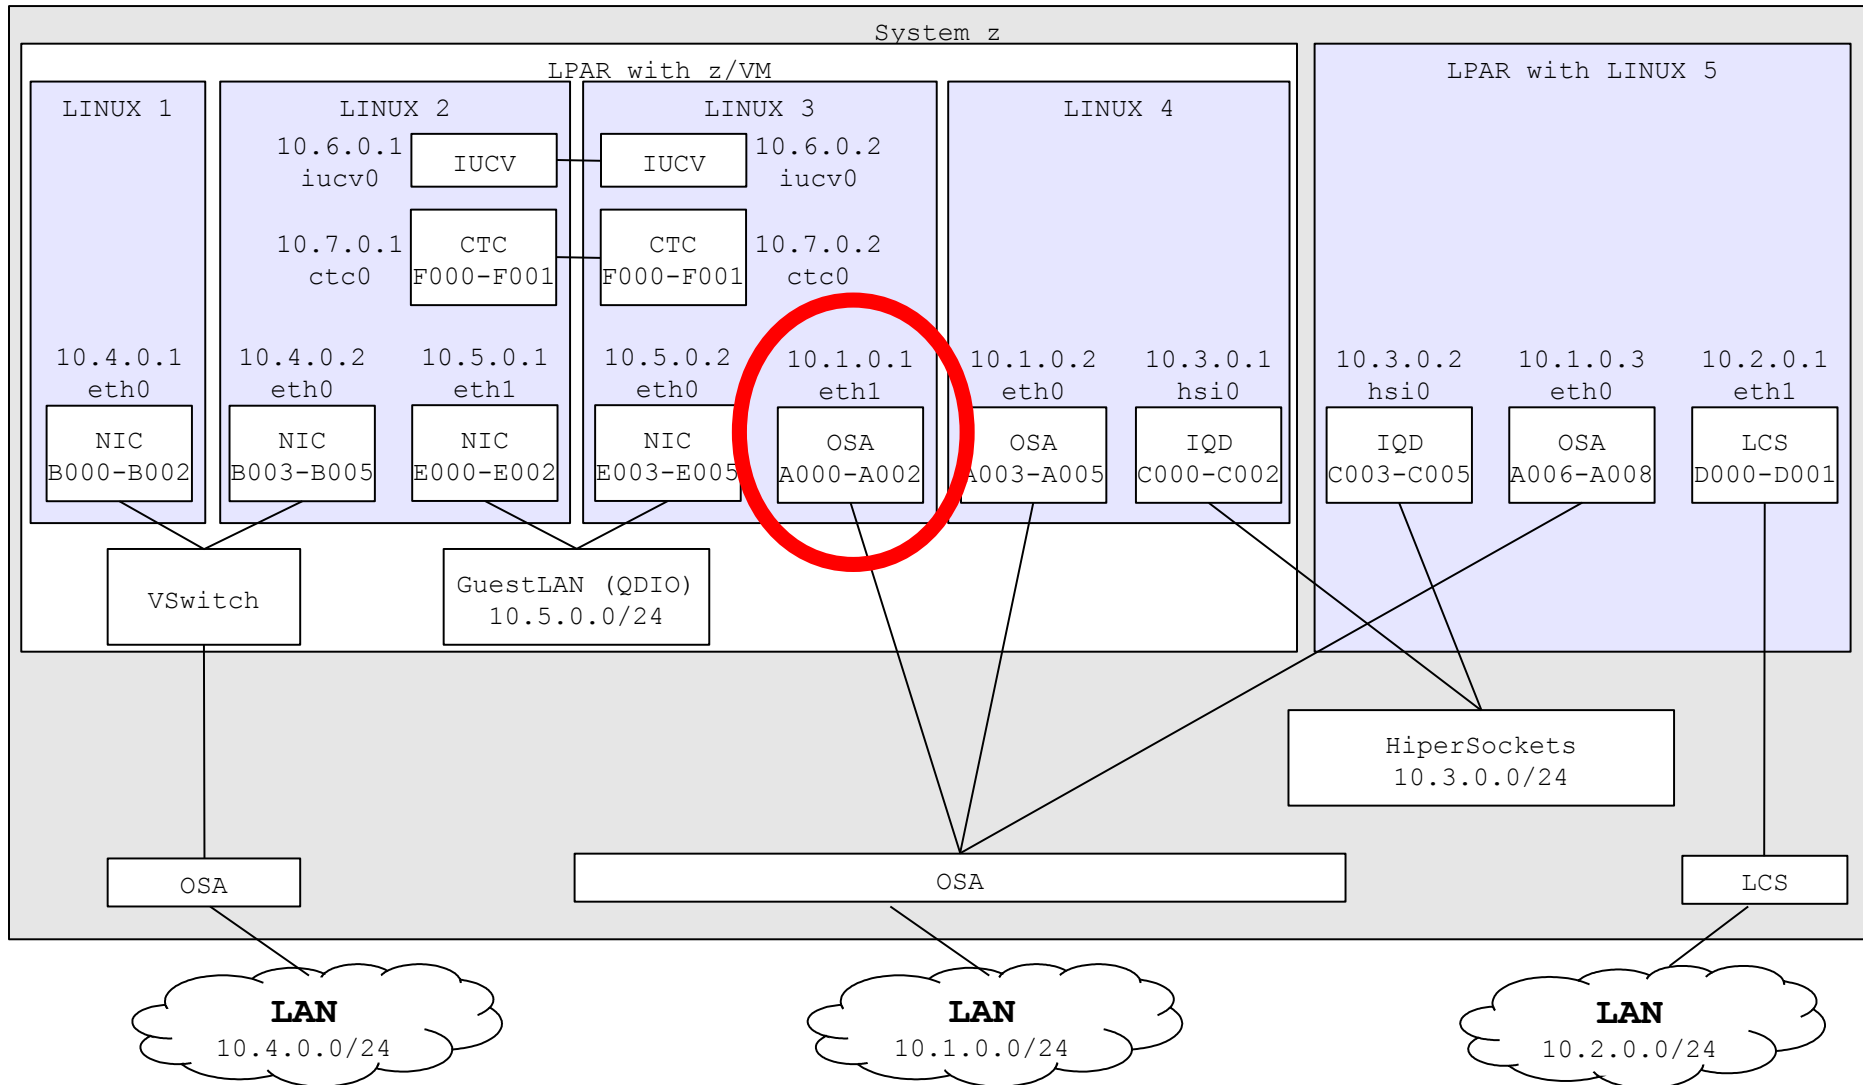 System z
LPAR with z/VM
LPAR with LINUX 5
LINUX 1
LINUX 2
LINUX 3
LINUX 4
10.6.0.1
iucv0
IUCV
IUCV
10.6.0.2
iucv0
10.7.0.1
ctc0
CTC
F000-F001
CTC
F000-F001
10.7.0.2
ctc0
10.4.0.1
eth0
NIC
B000-B002
10.4.0.2
eth0
NIC
B003-B005
10.5.0.1
eth1
NIC
E000-E002
10.5.0.2
eth0
NIC
E003-E005
10.1.0.1
eth1
OSA
A000-A002
10.1.0.2
eth0
OSA
A003-A005
10.3.0.1
hsi0
IQD
C000-C002
10.3.0.2
hsi0
IQD
C003-C005
10.1.0.3
eth0
OSA
A006-A008
10.2.0.1
eth1
LCS
D000-D001
VSwitch
GuestLAN (QDIO)
10.5.0.0/24
HiperSockets
10.3.0.0/24
OSA
OSA
LCS
LAN
10.4.0.0/24
LAN
10.1.0.0/24
LAN
10.2.0.0/24